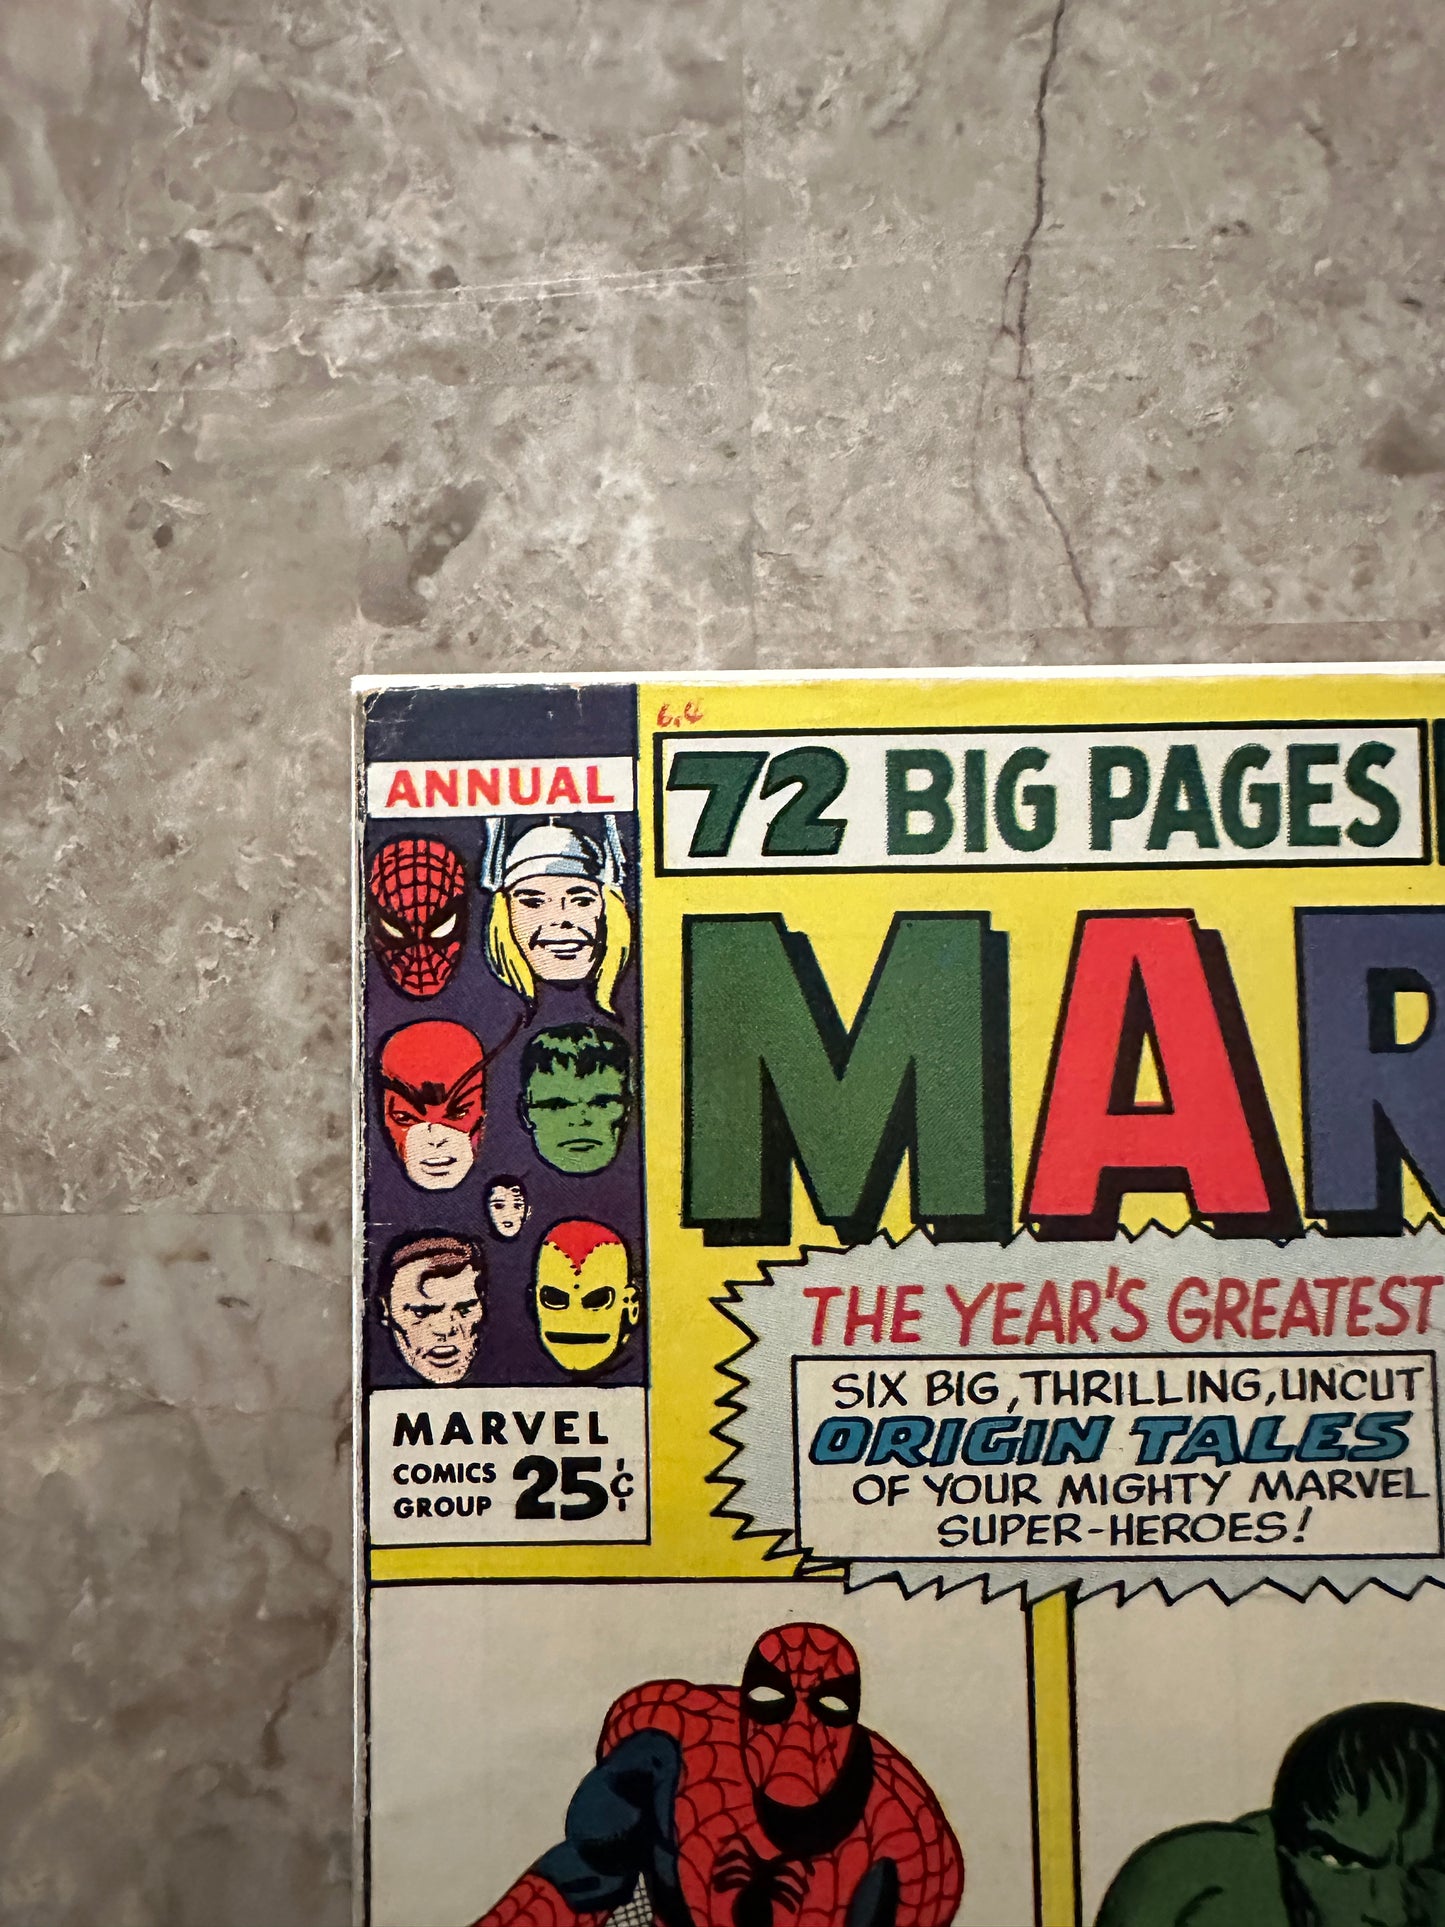 ANNUAL
72 BIG PAGES
MAR
THE YEAR'S GREATEST
SIX BIG, THRILLING, UNCUT
ORIGIN TALES
OF YOUR MIGHTY MARVEL
SUPER-HEROES!
MARVEL
COMICS
GROUP
25¢